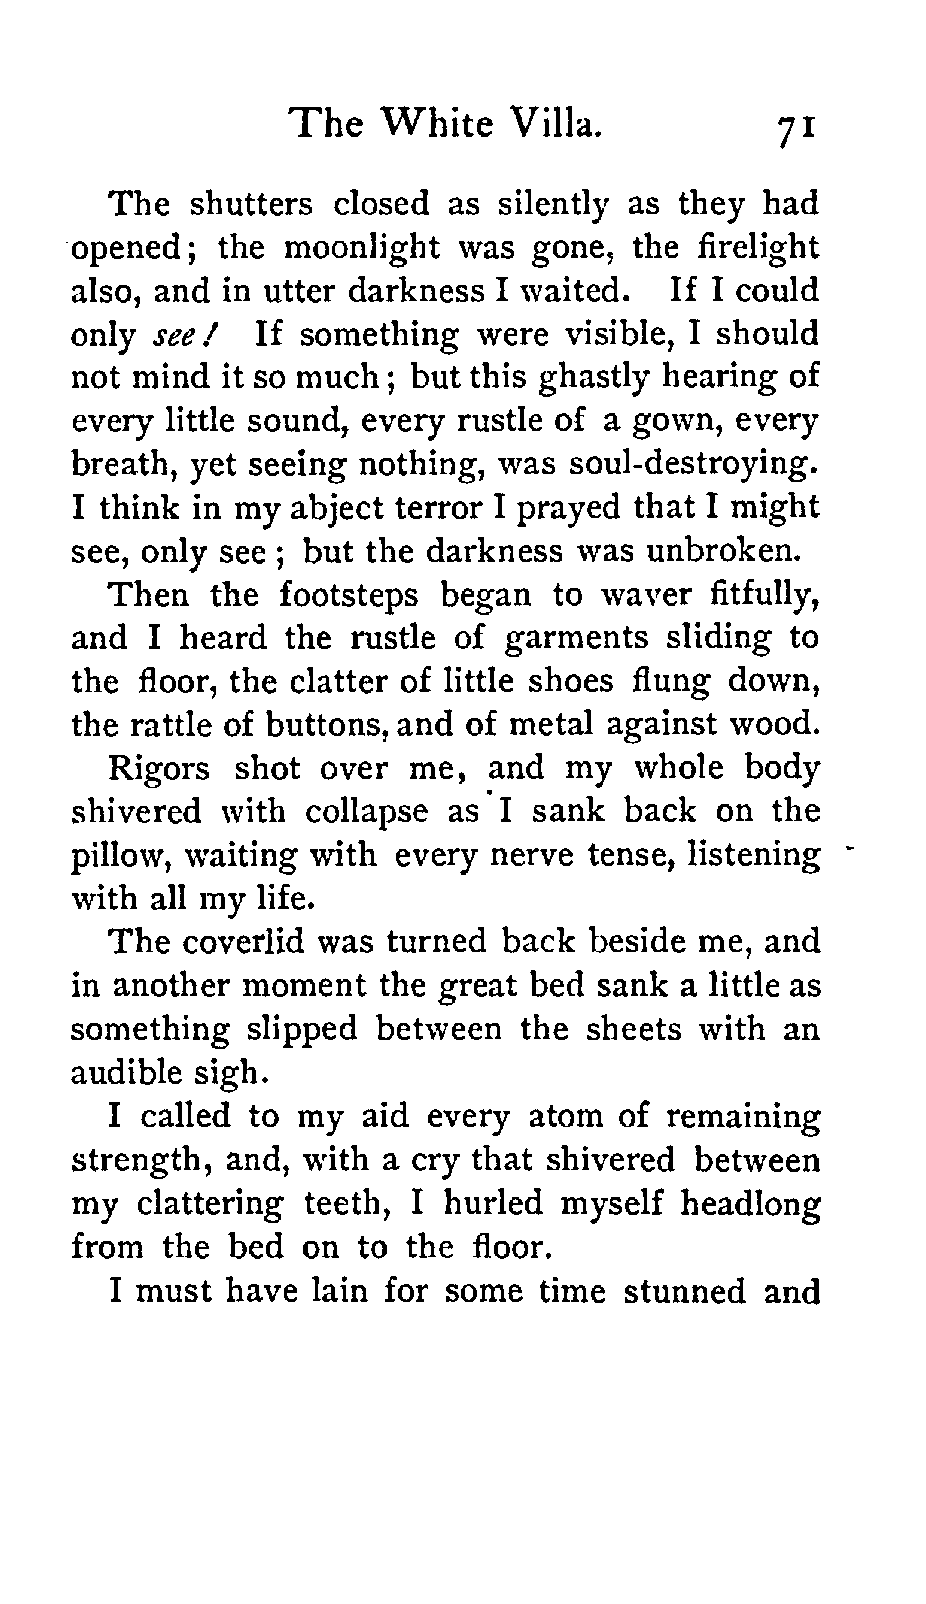 The White Villa. 71
The shutters closed as silently as they had
opened; the moonlight was gone, the firelight
also, and in utter darkness I waited. If I could
only see! If something were visible, I should
not mind it so much; but this ghastly hearing of
every little sound, every rustle of a gown, every
breath, yet seeing nothing, was soul-destroying.
I think in my abject terror I prayed that I might
see, only see; but the darkness was unbroken.
Then the footsteps began to waver fitfully,
and I heard the rustle of garments sliding to
the floor, the clatter of little shoes flung down,
the rattle of buttons, and of metal against wood.
Rigors shot over me, and my whole body
shivered with collapse as I sank back on the
pillow, waiting with every nerve tense, listening
with all my life.
The coverlid was turned back beside me, and
in another moment the great bed sank a little as
something slipped between the sheets with an
audible sigh.
I called to my aid every atom of remaining
strength, and, with a cry that shivered between
my clattering teeth, I hurled myself headlong
from the bed on to the floor.
I must have lain for some time stunned and